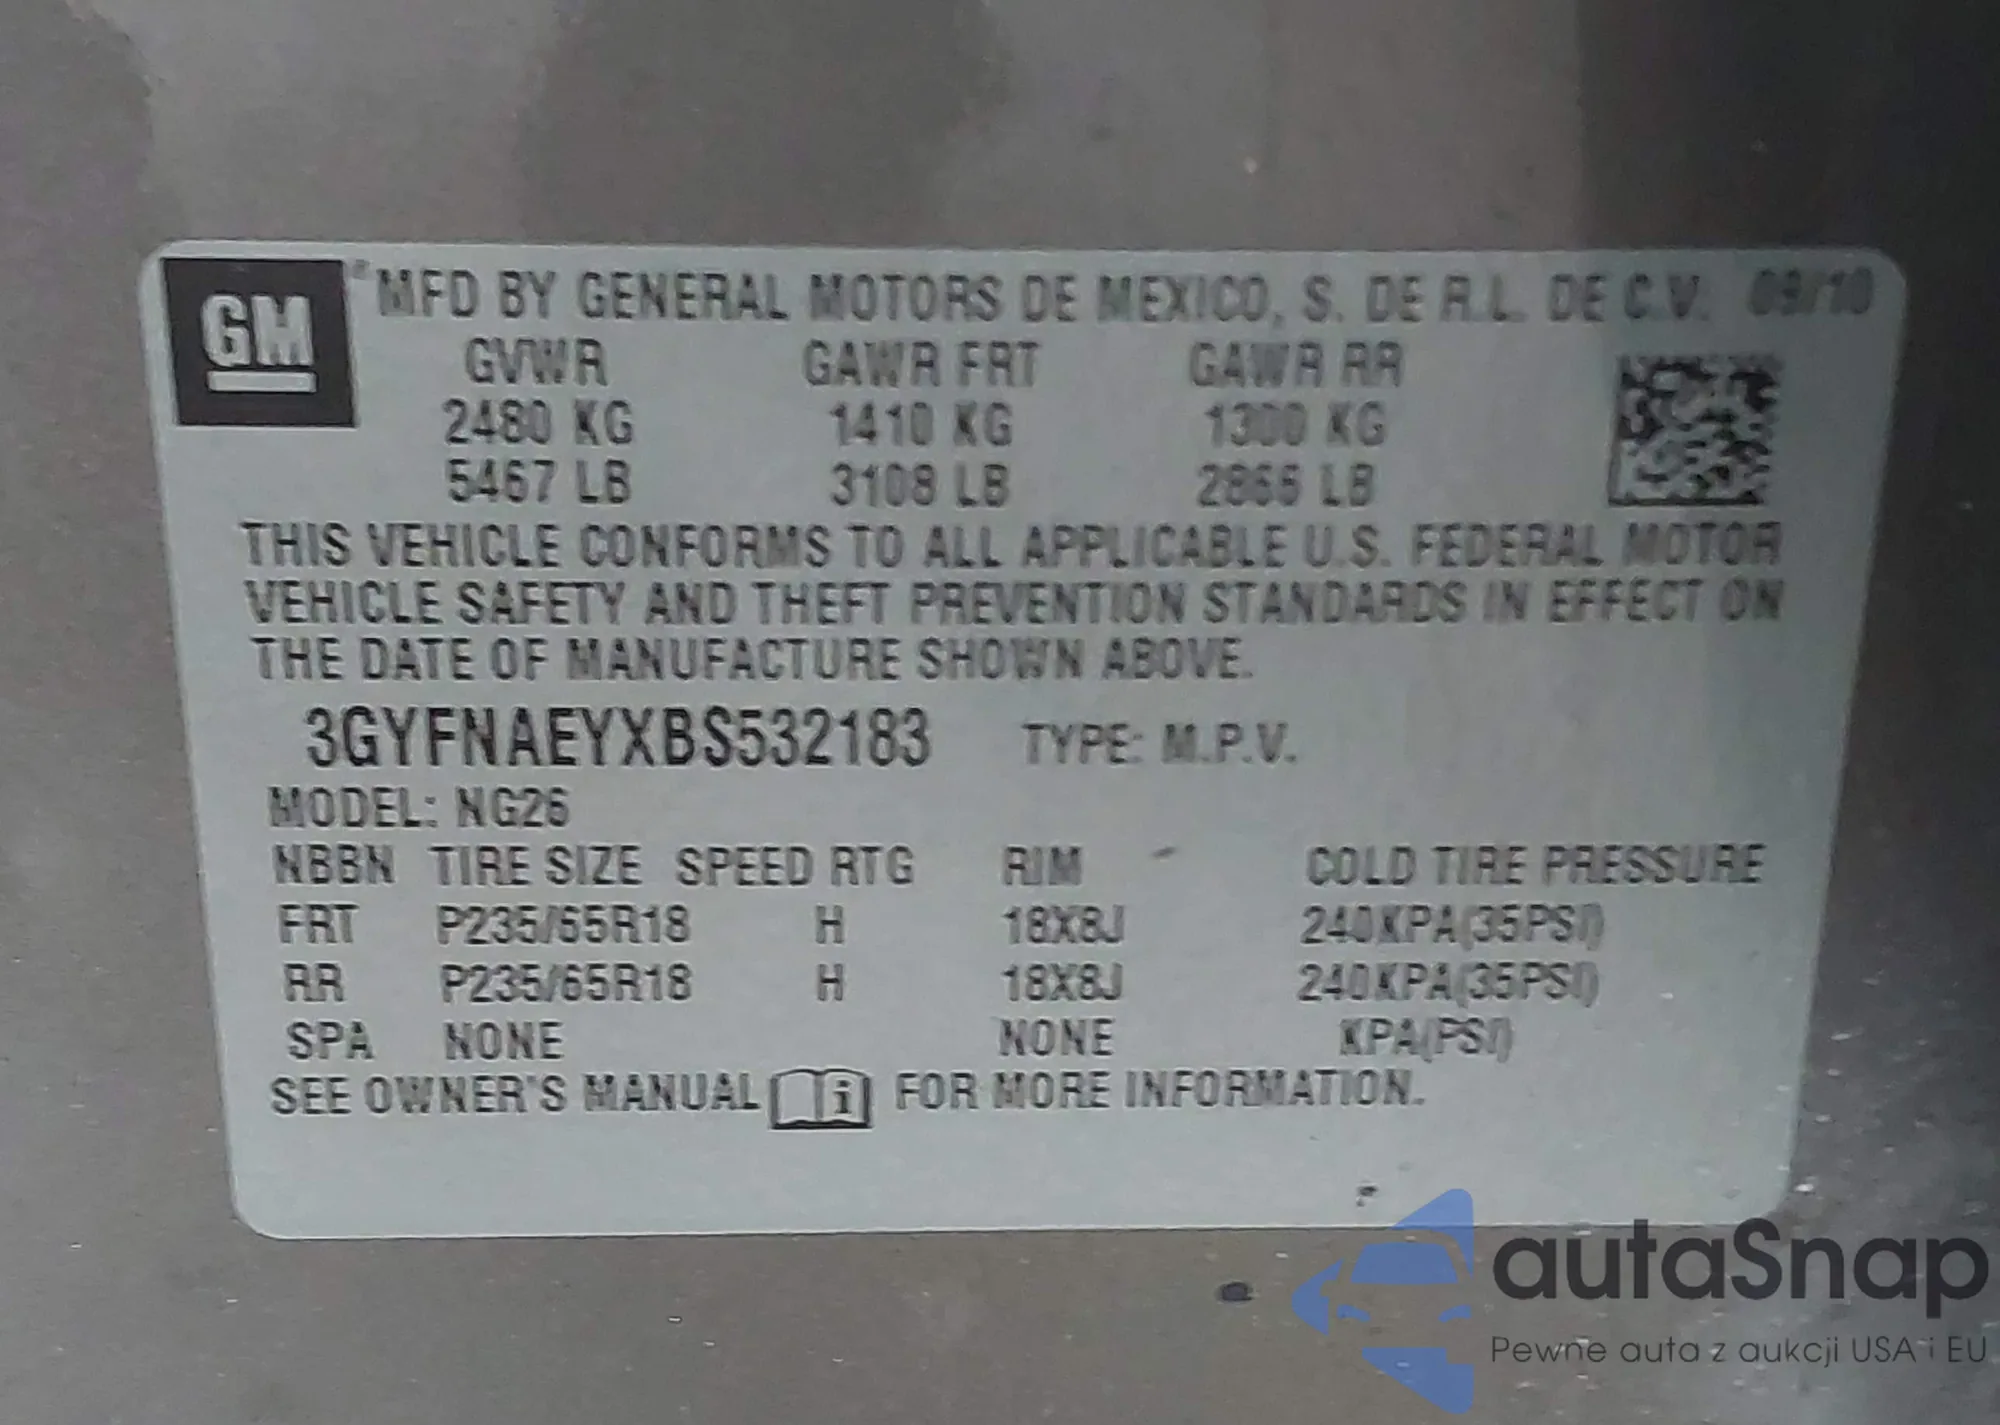 GM MFD BY GENERAL MOTORS DE MEXICO, S. DE R.L. DE C.V. 09/10
GVWR GAWR FRT GAWR RR
2480 KG 1410 KG 1300 KG
5467 LB 3108 LB 2866 LB
THIS VEHICLE CONFORMS TO ALL APPLICABLE U.S. FEDERAL MOTOR
VEHICLE SAFETY AND THEFT PREVENTION STANDARDS IN EFFECT ON
THE DATE OF MANUFACTURE SHOWN ABOVE.
3GYFNAEYXBS532183 TYPE: M.P.V.
MODEL: NG26
NBBN TIRE SIZE SPEED RTG RIM COLD TIRE PRESSURE
FRT P235/65R18 H 18X8J 240KPA(35PSI)
RR P235/65R18 H 18X8J 240KPA(35PSI)
SPA NONE NONE KPA(PSI)
SEE OWNER'S MANUAL i FOR MORE INFORMATION.
autaSnap
Pewne auta z aukcji USA i EU